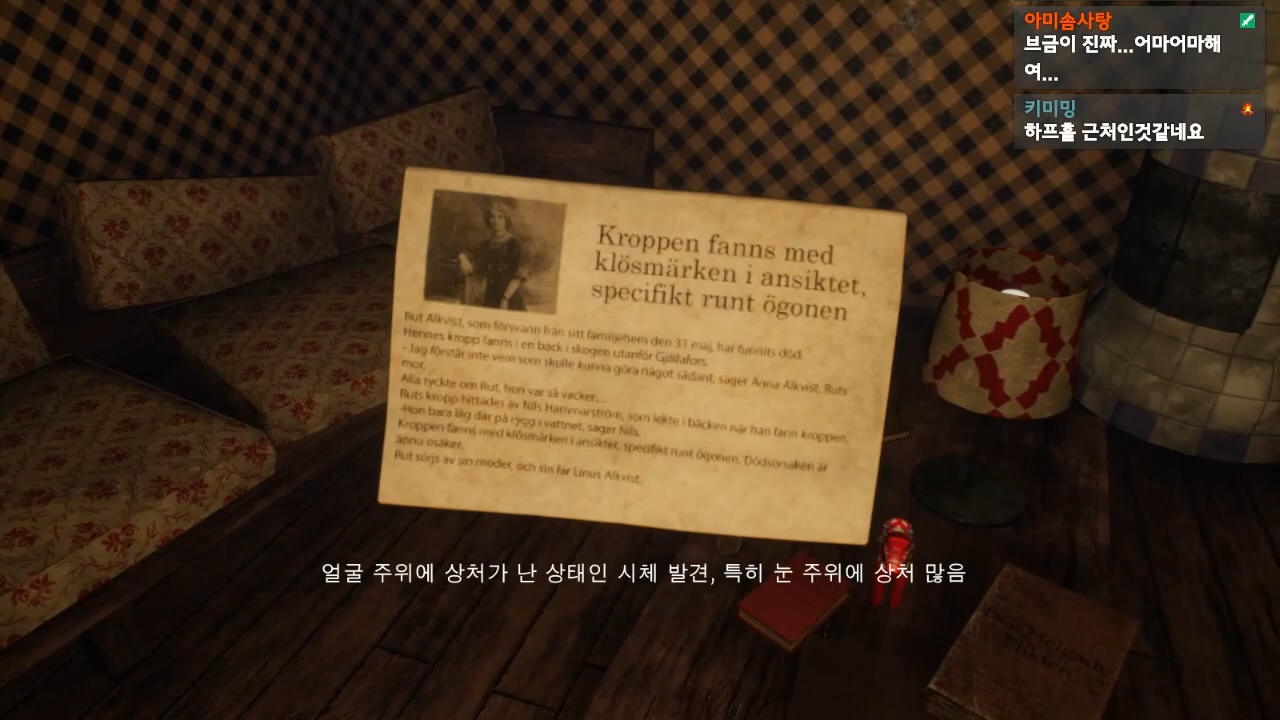 아미솜사탕
브금이 진짜...어마어마해
여...
키미밍
하프홀 근처인것같네요
Kroppen fanns med
klösmärken i ansiktet,
specifikt runt ögonen
Rut Alkvist, som försvann från sitt familjehem den 31 maj, har funnits död.
Hennes kropp fanns i en bäck i skogen utanför Gjällafors.
- Jag förstår inte vem som skulle kunna göra något sådant, säger Anna Alkvist, Ruts
mor.
Alla tyckte om Rut, hon var så vacker...
Ruts kropp hittades av Nils Hammarström, som lekte i bäcken när han fann kroppen.
-Hon bara låg där på rygg i vattnet, säger Nils.
Kroppen fanns med klösmärken i ansiktet, specifikt runt ögonen. Dödsorsaken är
ännu osäker.
Rut sörjs av sin moder, och sin far Linus Alkvist.
얼굴 주위에 상처가 난 상태인 시체 발견, 특히 눈 주위에 상처 많음